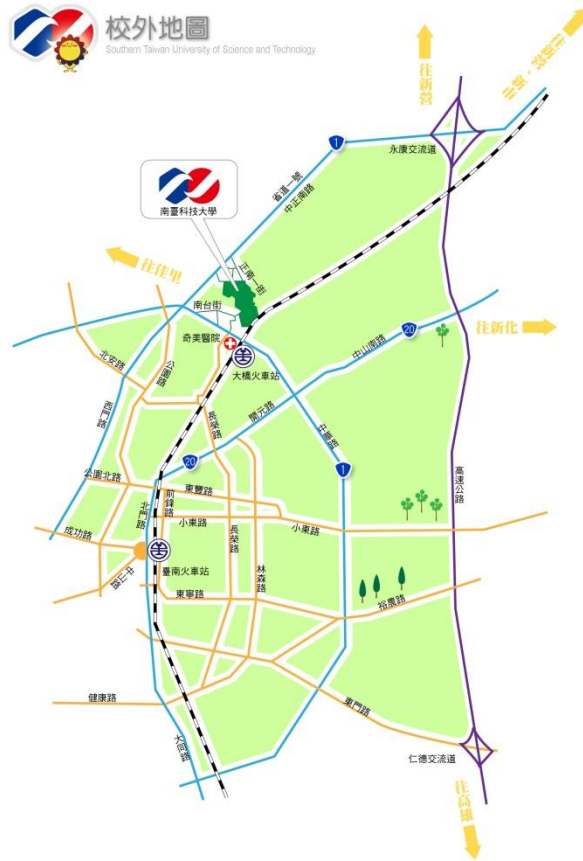 校外地圖
Southern Taiwan University of Science and Technology
往新營
往新營、新市
1
永康交流道
省道一號
中正南路
南臺科技大學
正南一街
往佳里
南台街
奇美醫院
大橋火車站
20
中山南路
往新化
北安路
公園路
西門路
長榮路
開元路
中華路
20
1
高速公路
公園北路
東豐路
北門路
前鋒路
小東路
小東路
成功路
長榮路
林森路
臺南火車站
中山路
東寧路
裕農路
健康路
東門路
大同路
仁德交流道
往高雄